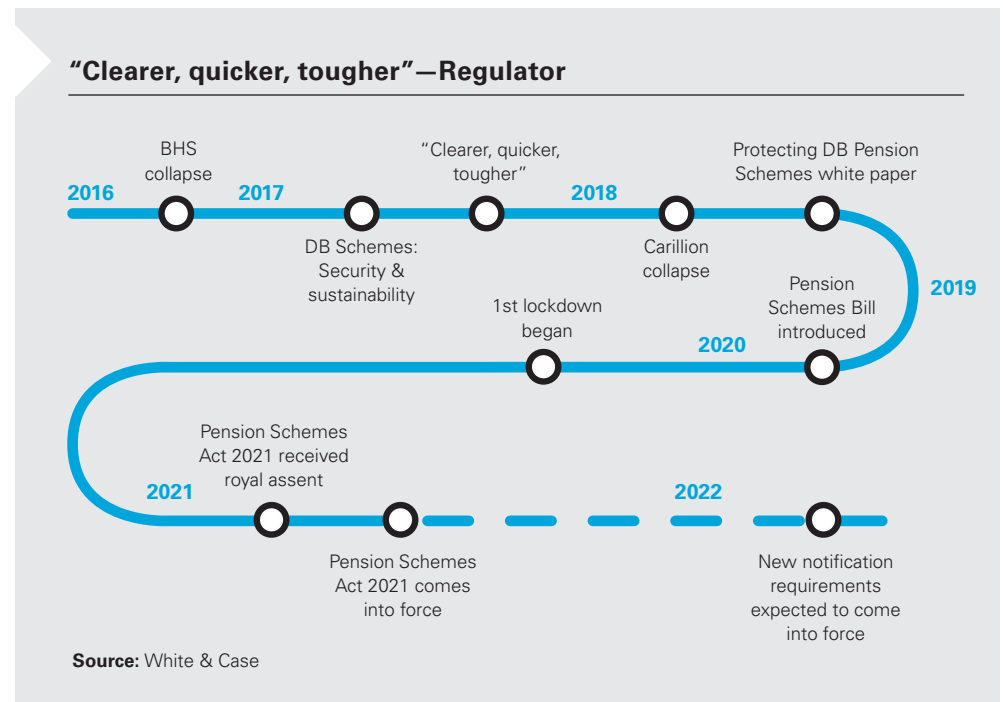 “Clearer, quicker, tougher”—Regulator
BHS
collapse
“Clearer, quicker,
tougher”
Protecting DB Pension
Schemes white paper
2016
2017
2018
DB Schemes:
Security &
sustainability
Carillion
collapse
2019
Pension
Schemes Bill
introduced
1st lockdown
began
2020
Pension Schemes
Act 2021 received
royal assent
2021
2022
Pension Schemes
Act 2021 comes
into force
New notification
requirements
expected to come
into force
Source: White & Case